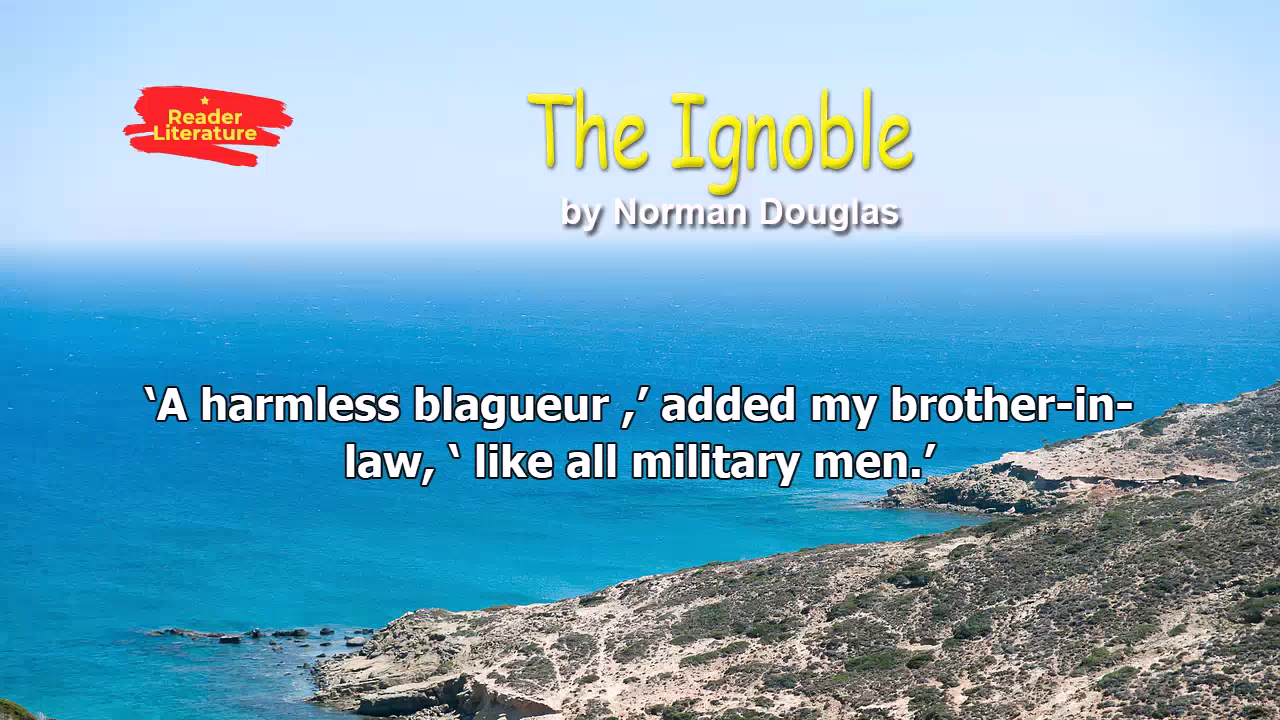 Reader
Literature
The Ignoble
by Norman Douglas
‘A harmless blagueur ,’ added my brother-in-
law, ‘ like all military men.’